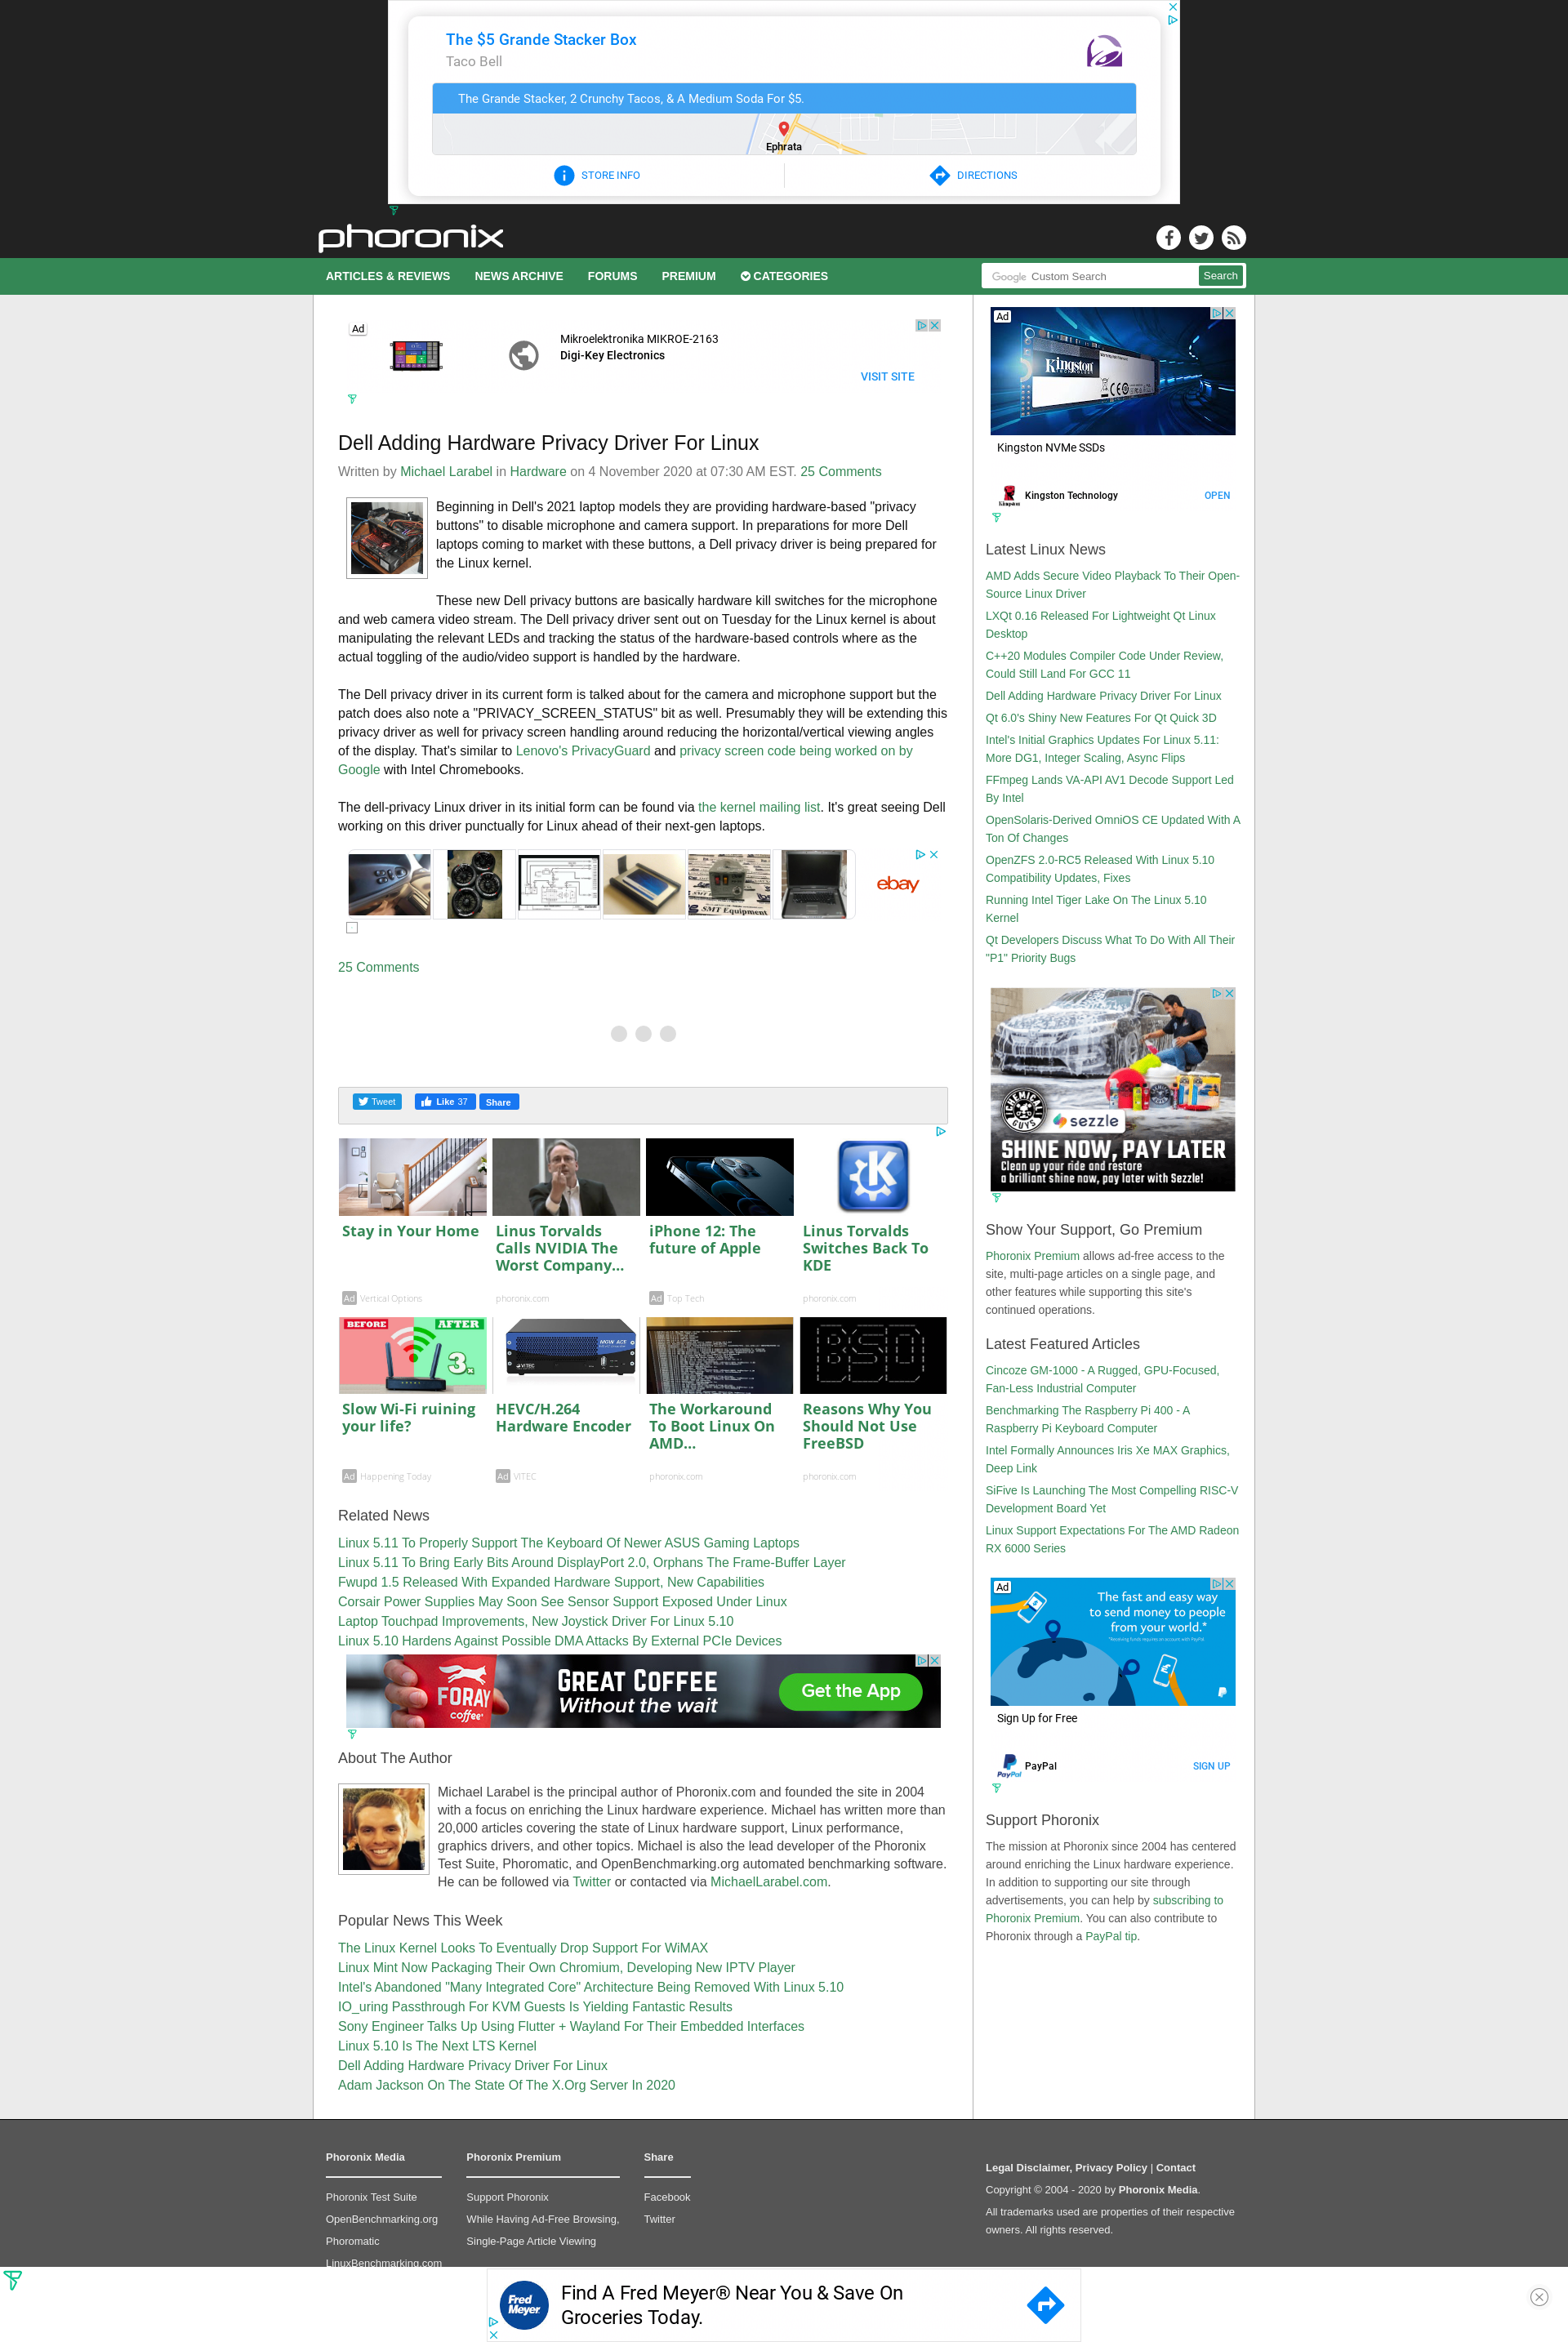 The $5 Grande Stacker Box
Taco Bell
The Grande Stacker, 2 Crunchy Tacos, & A Medium Soda For $5.
Ephrata
STORE INFO
DIRECTIONS
phoronix
ARTICLES & REVIEWS NEWS ARCHIVE FORUMS PREMIUM CATEGORIES
Google Custom Search
Search
Ad
Mikroelektronika MIKROE-2163
Digi-Key Electronics
VISIT SITE
Dell Adding Hardware Privacy Driver For Linux
Written by Michael Larabel in Hardware on 4 November 2020 at 07:30 AM EST. 25 Comments
Beginning in Dell's 2021 laptop models they are providing hardware-based "privacy
buttons" to disable microphone and camera support. In preparations for more Dell
laptops coming to market with these buttons, a Dell privacy driver is being prepared for
the Linux kernel.
These new Dell privacy buttons are basically hardware kill switches for the microphone
and web camera video stream. The Dell privacy driver sent out on Tuesday for the Linux kernel is about
manipulating the relevant LEDs and tracking the status of the hardware-based controls where as the
actual toggling of the audio/video support is handled by the hardware.
The Dell privacy driver in its current form is talked about for the camera and microphone support but the
patch does also note a "PRIVACY_SCREEN_STATUS" bit as well. Presumably they will be extending this
privacy driver as well for privacy screen handling around reducing the horizontal/vertical viewing angles
of the display. That's similar to Lenovo's PrivacyGuard and privacy screen code being worked on by
Google with Intel Chromebooks.
The dell-privacy Linux driver in its initial form can be found via the kernel mailing list. It's great seeing Dell
working on this driver punctually for Linux ahead of their next-gen laptops.
SMT Equipment
ebay
25 Comments
Tweet
Like 37
Share
Stay in Your Home
Ad Vertical Options
Linus Torvalds
Calls NVIDIA The
Worst Company...
phoronix.com
iPhone 12: The
future of Apple
Ad Top Tech
Linus Torvalds
Switches Back To
KDE
phoronix.com
BEFORE
AFTER
3x
Slow Wi-Fi ruining
your life?
Ad Happening Today
MGW ACE
VITEC
HEVC/H.264
Hardware Encoder
Ad VITEC
The Workaround
To Boot Linux On
AMD...
phoronix.com
BSD
Reasons Why You
Should Not Use
FreeBSD
phoronix.com
Related News
Linux 5.11 To Properly Support The Keyboard Of Newer ASUS Gaming Laptops
Linux 5.11 To Bring Early Bits Around DisplayPort 2.0, Orphans The Frame-Buffer Layer
Fwupd 1.5 Released With Expanded Hardware Support, New Capabilities
Corsair Power Supplies May Soon See Sensor Support Exposed Under Linux
Laptop Touchpad Improvements, New Joystick Driver For Linux 5.10
Linux 5.10 Hardens Against Possible DMA Attacks By External PCIe Devices
FORAY
coffee
GREAT COFFEE
Without the wait
Get the App
About The Author
Michael Larabel is the principal author of Phoronix.com and founded the site in 2004
with a focus on enriching the Linux hardware experience. Michael has written more than
20,000 articles covering the state of Linux hardware support, Linux performance,
graphics drivers, and other topics. Michael is also the lead developer of the Phoronix
Test Suite, Phoromatic, and OpenBenchmarking.org automated benchmarking software.
He can be followed via Twitter or contacted via MichaelLarabel.com.
Popular News This Week
The Linux Kernel Looks To Eventually Drop Support For WiMAX
Linux Mint Now Packaging Their Own Chromium, Developing New IPTV Player
Intel's Abandoned "Many Integrated Core" Architecture Being Removed With Linux 5.10
IO_uring Passthrough For KVM Guests Is Yielding Fantastic Results
Sony Engineer Talks Up Using Flutter + Wayland For Their Embedded Interfaces
Linux 5.10 Is The Next LTS Kernel
Dell Adding Hardware Privacy Driver For Linux
Adam Jackson On The State Of The X.Org Server In 2020
Ad
Kingston
Kingston NVMe SSDs
Kingston
Kingston Technology
OPEN
Latest Linux News
AMD Adds Secure Video Playback To Their Open-
Source Linux Driver
LXQt 0.16 Released For Lightweight Qt Linux
Desktop
C++20 Modules Compiler Code Under Review,
Could Still Land For GCC 11
Dell Adding Hardware Privacy Driver For Linux
Qt 6.0's Shiny New Features For Qt Quick 3D
Intel's Initial Graphics Updates For Linux 5.11:
More DG1, Integer Scaling, Async Flips
FFmpeg Lands VA-API AV1 Decode Support Led
By Intel
OpenSolaris-Derived OmniOS CE Updated With A
Ton Of Changes
OpenZFS 2.0-RC5 Released With Linux 5.10
Compatibility Updates, Fixes
Running Intel Tiger Lake On The Linux 5.10
Kernel
Qt Developers Discuss What To Do With All Their
"P1" Priority Bugs
CHEMICAL
GUYS
sezzle
SHINE NOW, PAY LATER
Clean up your ride and restore
a brilliant shine now, pay later with Sezzle!
Show Your Support, Go Premium
Phoronix Premium allows ad-free access to the
site, multi-page articles on a single page, and
other features while supporting this site's
continued operations.
Latest Featured Articles
Cincoze GM-1000 - A Rugged, GPU-Focused,
Fan-Less Industrial Computer
Benchmarking The Raspberry Pi 400 - A
Raspberry Pi Keyboard Computer
Intel Formally Announces Iris Xe MAX Graphics,
Deep Link
SiFive Is Launching The Most Compelling RISC-V
Development Board Yet
Linux Support Expectations For The AMD Radeon
RX 6000 Series
Ad
The fast and easy way
to send money to people
from your world.*
*Receiving funds requires an account with PayPal.
Sign Up for Free
PayPal
PayPal
SIGN UP
Support Phoronix
The mission at Phoronix since 2004 has centered
around enriching the Linux hardware experience.
In addition to supporting our site through
advertisements, you can help by subscribing to
Phoronix Premium. You can also contribute to
Phoronix through a PayPal tip.
Phoronix Media
Phoronix Test Suite
OpenBenchmarking.org
Phoromatic
LinuxBenchmarking.com
Phoronix Premium
Support Phoronix
While Having Ad-Free Browsing,
Single-Page Article Viewing
Share
Facebook
Twitter
Legal Disclaimer, Privacy Policy | Contact
Copyright © 2004 - 2020 by Phoronix Media.
All trademarks used are properties of their respective
owners. All rights reserved.
Fred
Meyer
Find A Fred Meyer® Near You & Save On
Groceries Today.